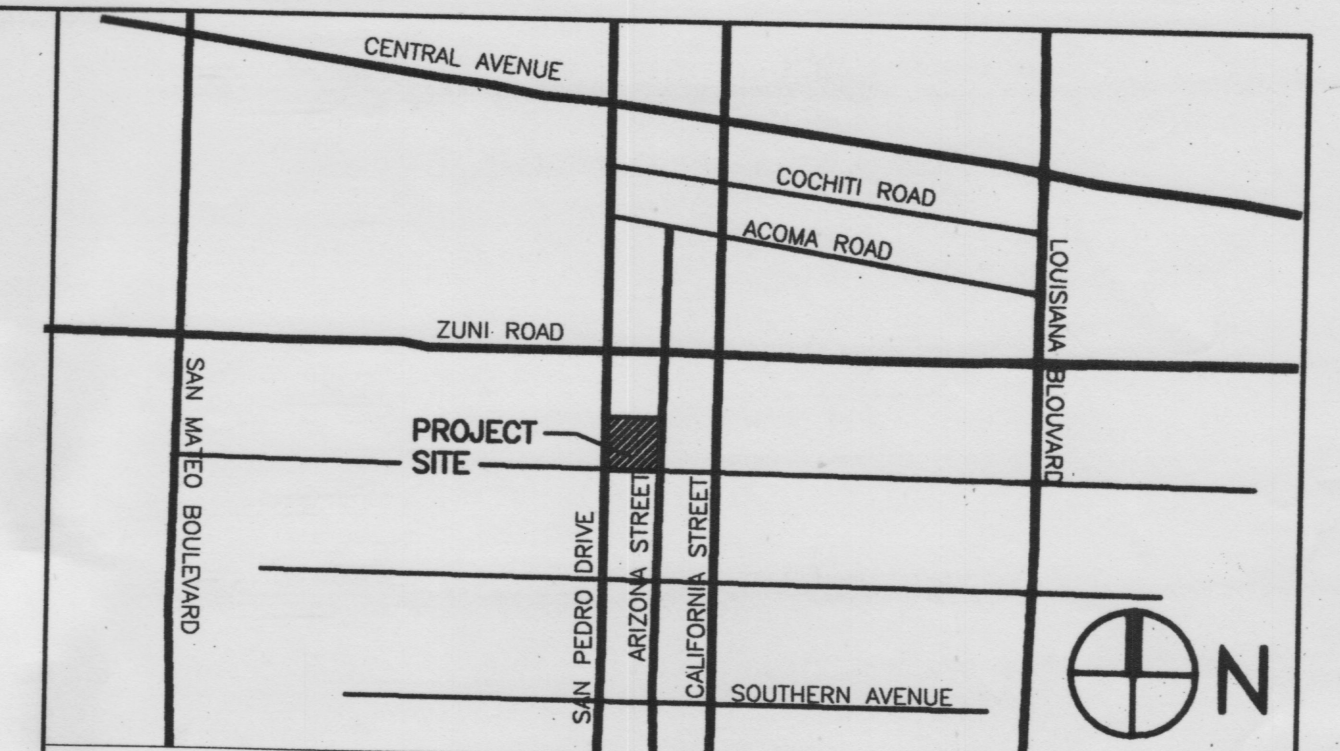 CENTRAL AVENUE
COCHITI ROAD
ACOMA ROAD
LOUISIANA BLOUVARD
ZUNI ROAD
SAN MATEO BOULEVARD
PROJECT
SITE
SAN PEDRO DRIVE
ARIZONA STREET
CALIFORNIA STREET
SOUTHERN AVENUE
N